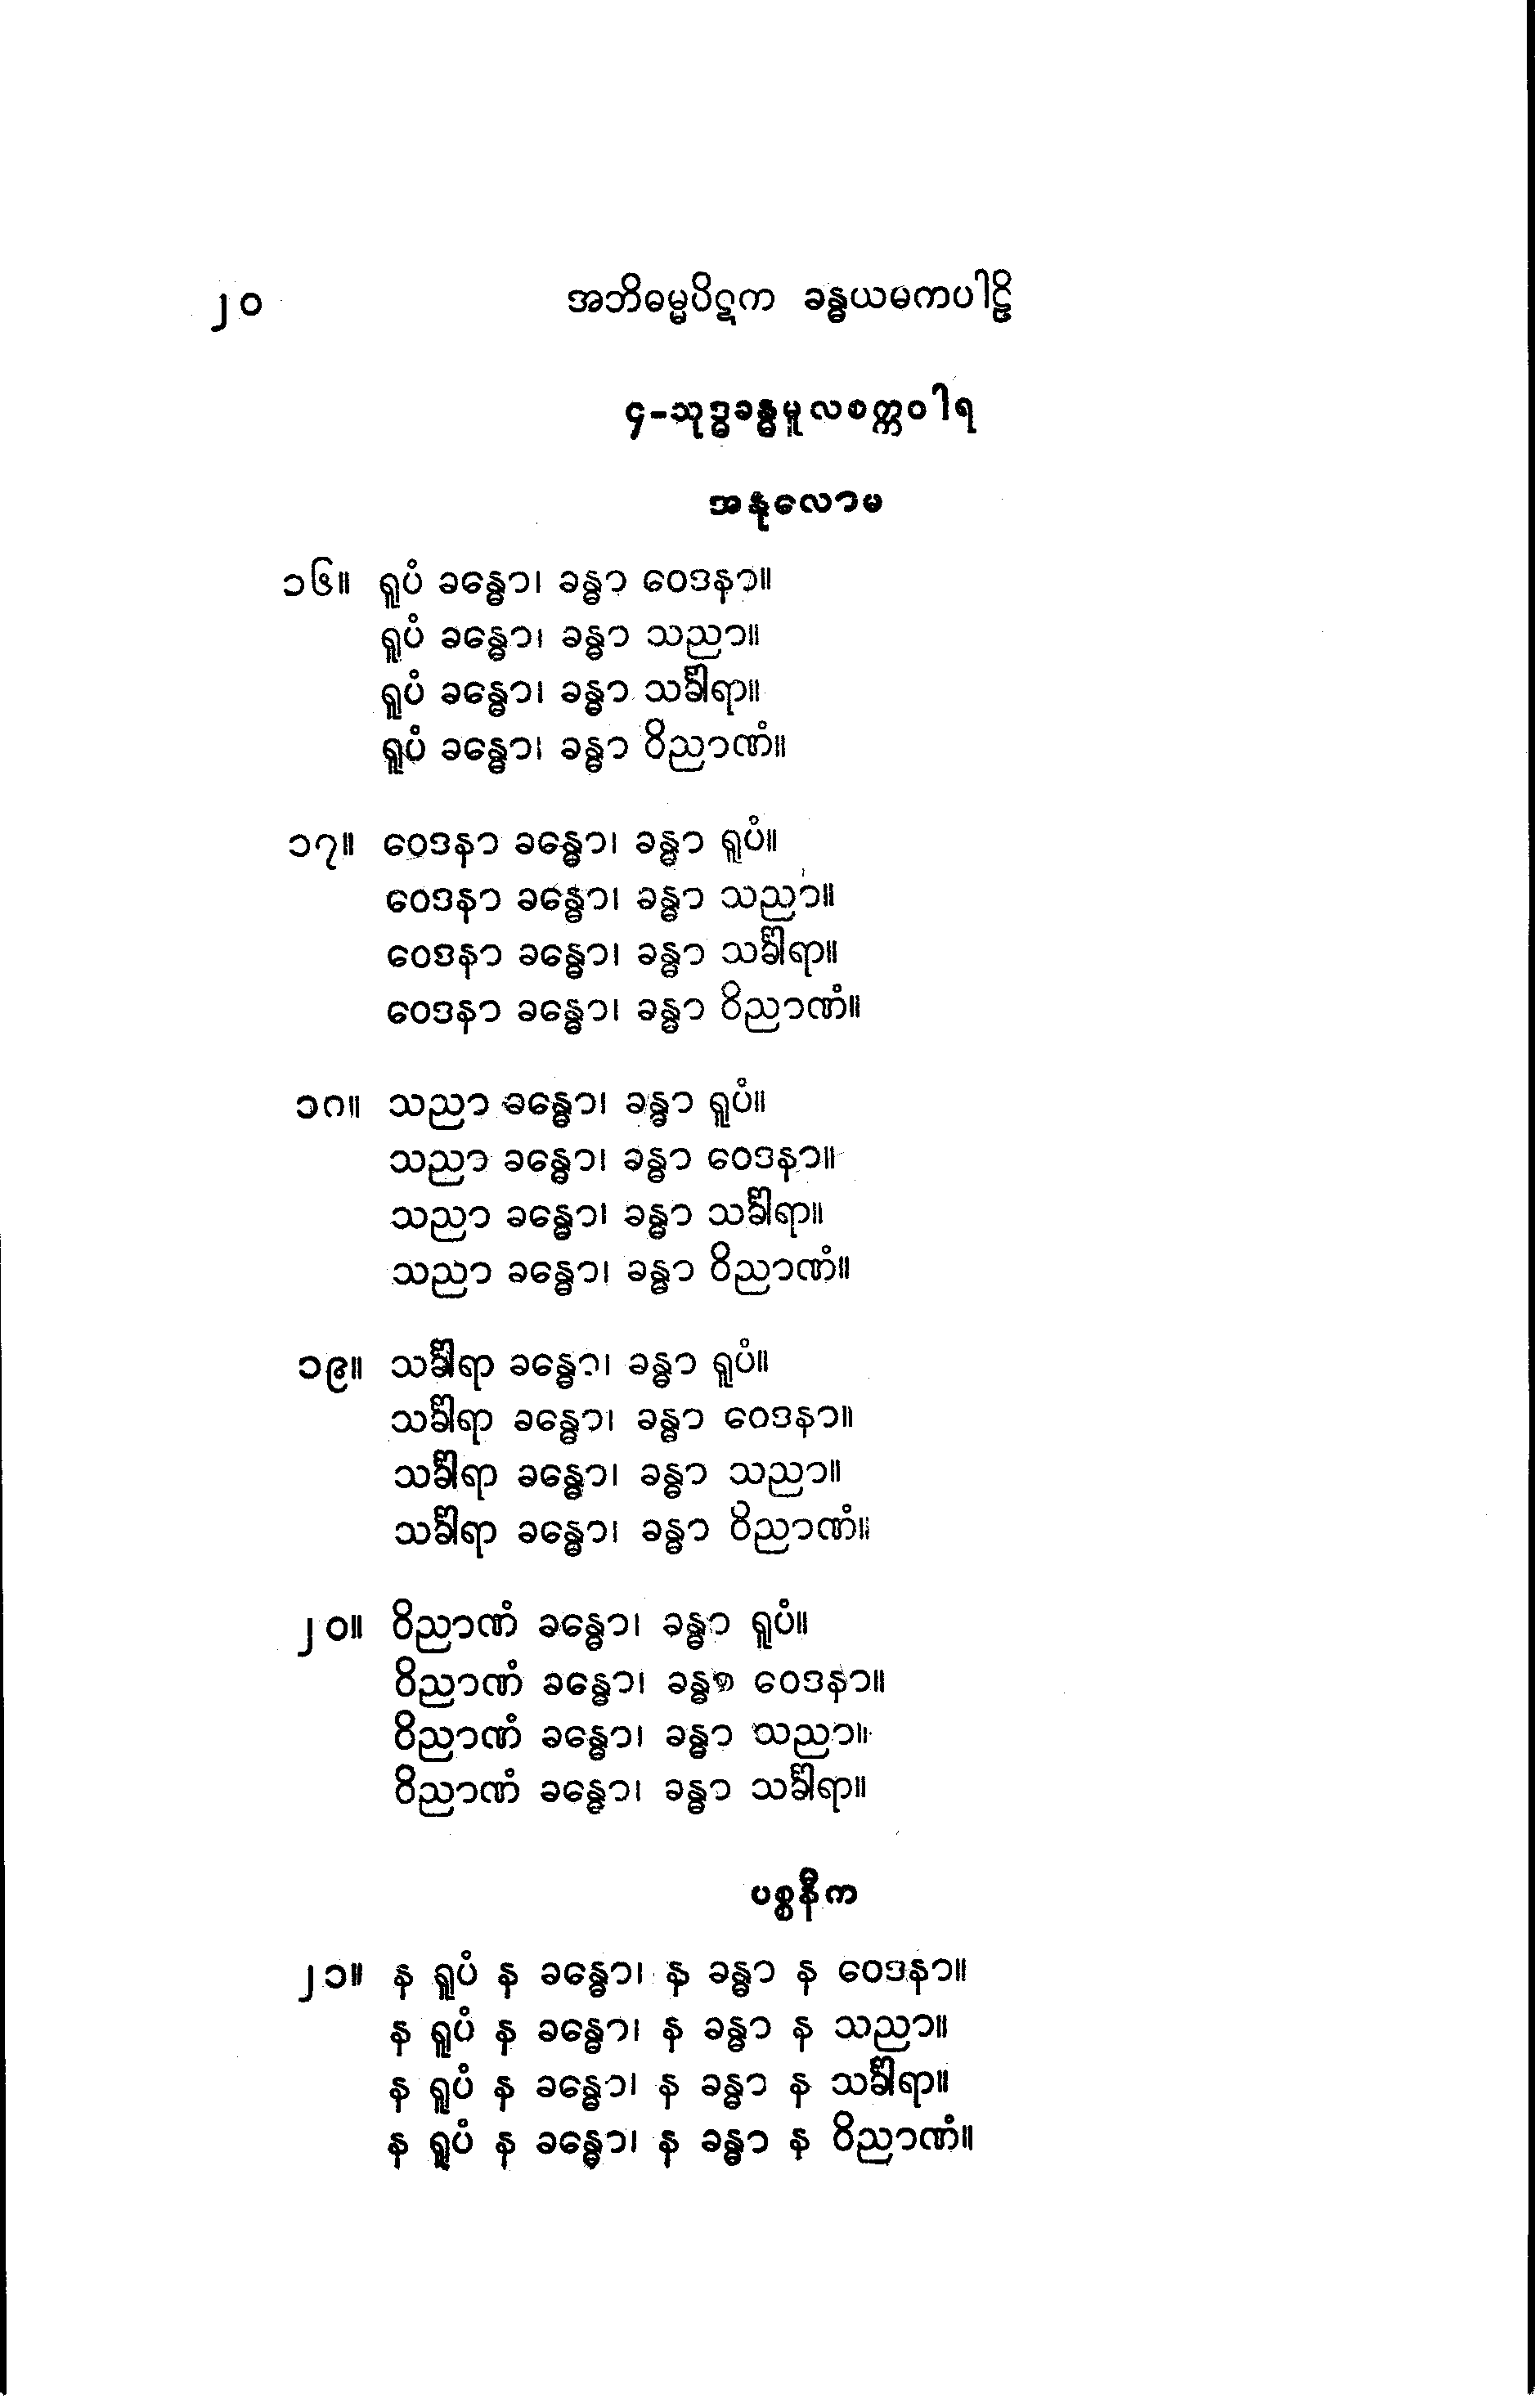 ၂၀ အဘိဓမ္မပိဋက ခန္ဓယမကပါဠိ
၄-သုဒ္ဓခန္ဓမူလစက္ကဝါရ
အနုလောမ
၁၆။ ရူပံ ခန္ဓော၊ ခန္ဓာ ဝေဒနာ။
ရူပံ ခန္ဓော၊ ခန္ဓာ သညာ။
ရူပံ ခန္ဓော၊ ခန္ဓာ သင်္ခါရာ။
ရူပံ ခန္ဓော၊ ခန္ဓာ ဝိညာဏံ။
၁၇။ ဝေဒနာ ခန္ဓော၊ ခန္ဓာ ရူပံ။
ဝေဒနာ ခန္ဓော၊ ခန္ဓာ သညာ။
ဝေဒနာ ခန္ဓော၊ ခန္ဓာ သင်္ခါရာ။
ဝေဒနာ ခန္ဓော၊ ခန္ဓာ ဝိညာဏံ။
၁၈။ သညာ ခန္ဓော၊ ခန္ဓာ ရူပံ။
သညာ ခန္ဓော၊ ခန္ဓာ ဝေဒနာ။
သညာ ခန္ဓော၊ ခန္ဓာ သင်္ခါရာ။
သညာ ခန္ဓော၊ ခန္ဓာ ဝိညာဏံ။
၁၉။ သင်္ခါရာ ခန္ဓော၊ ခန္ဓာ ရူပံ။
သင်္ခါရာ ခန္ဓော၊ ခန္ဓာ ဝေဒနာ။
သင်္ခါရာ ခန္ဓော၊ ခန္ဓာ သညာ။
သင်္ခါရာ ခန္ဓော၊ ခန္ဓာ ဝိညာဏံ။
၂၀။ ဝိညာဏံ ခန္ဓော၊ ခန္ဓာ ရူပံ။
ဝိညာဏံ ခန္ဓော၊ ခန္ဓာ ဝေဒနာ။
ဝိညာဏံ ခန္ဓော၊ ခန္ဓာ သညာ။
ဝိညာဏံ ခန္ဓော၊ ခန္ဓာ သင်္ခါရာ။
ပစ္စနီက
၂၁။ န ရူပံ န ခန္ဓော၊ န ခန္ဓာ န ဝေဒနာ။
န ရူပံ န ခန္ဓော၊ န ခန္ဓာ န သညာ။
န ရူပံ န ခန္ဓော၊ န ခန္ဓာ န သင်္ခါရာ။
န ရူပံ န ခန္ဓော၊ န ခန္ဓာ န ဝိညာဏံ။